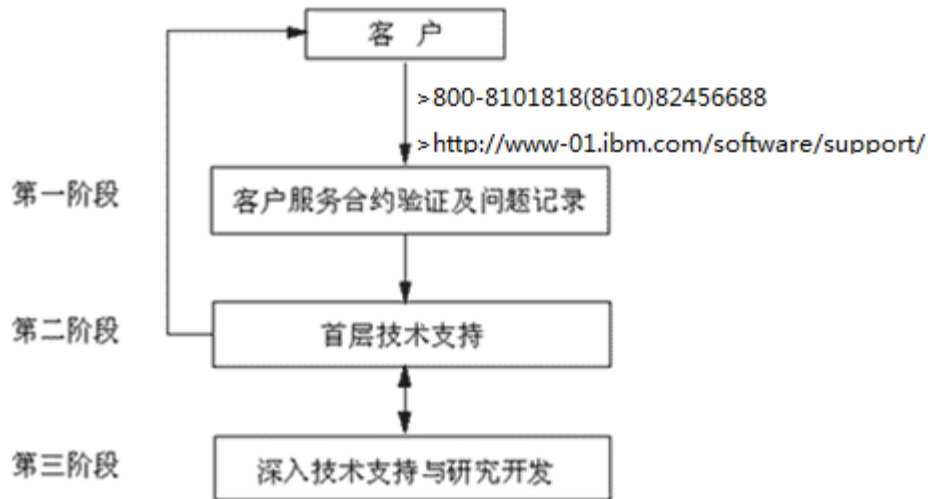 客 户
>800-8101818(8610)82456688
>http://www-01.ibm.com/software/support/
第一阶段
客户服务合约验证及问题记录
第二阶段
首层技术支持
第三阶段
深入技术支持与研究开发